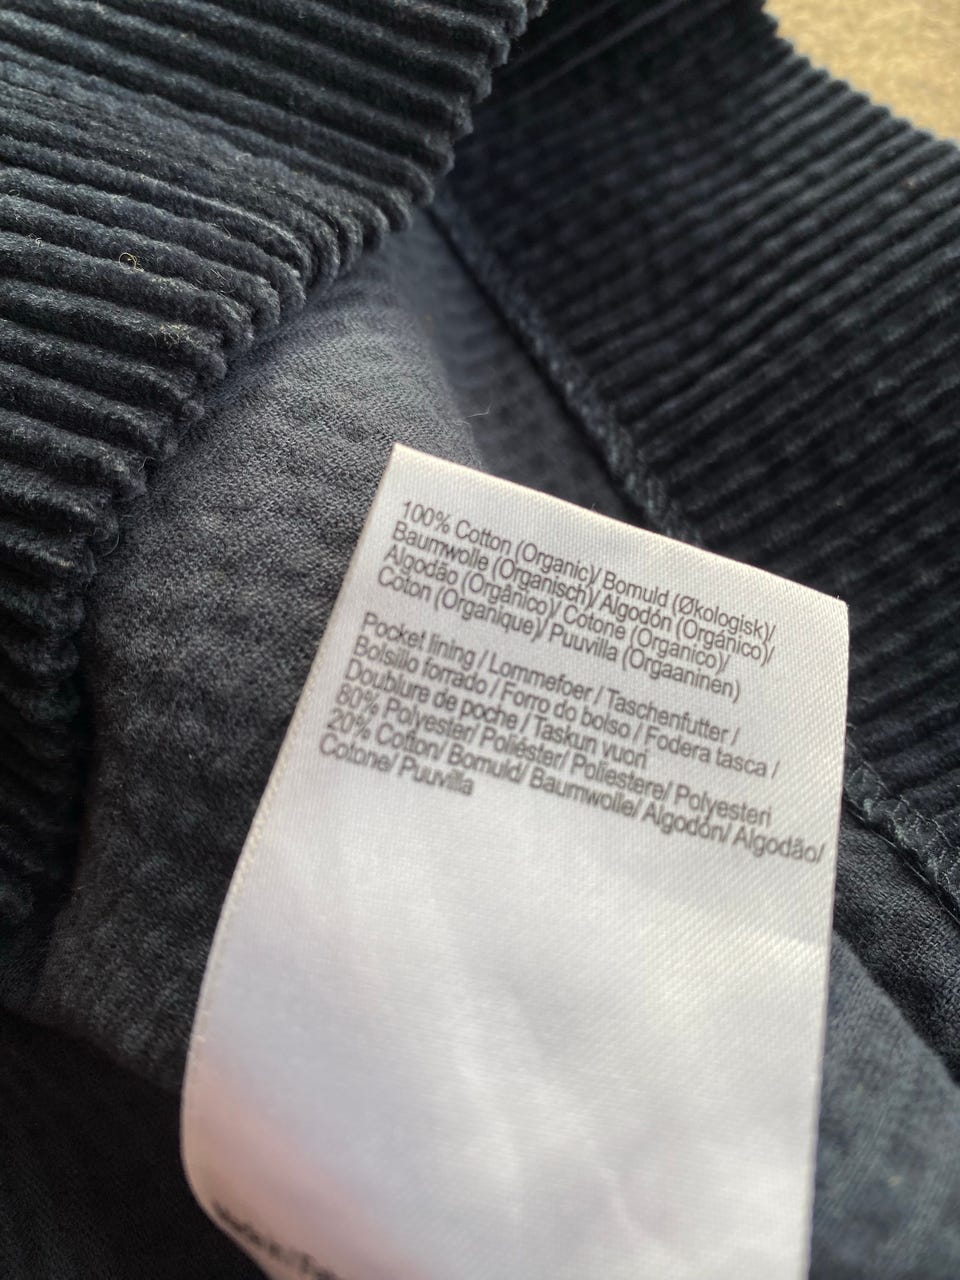 100% Cotton (Organic)/ Bomuld (Økologisk)/
Baumwolle (Organisch)/ Algodón (Orgánico)/
Algodão (Orgânico)/ Cotone (Organico)/
Coton (Organique)/ Puuvilla (Orgaaninen)
Pocket lining / Lommefoer / Taschenfutter /
Bolsillo forrado / Forro do bolso / Fodera tasca /
Doublure de poche / Taskun vuori
80% Polyester/ Poliéster/ Poliestere/ Polyesteri
20% Cotton/ Bomuld/ Baumwolle/ Algodón/ Algodão/
Cotone/ Puuvilla